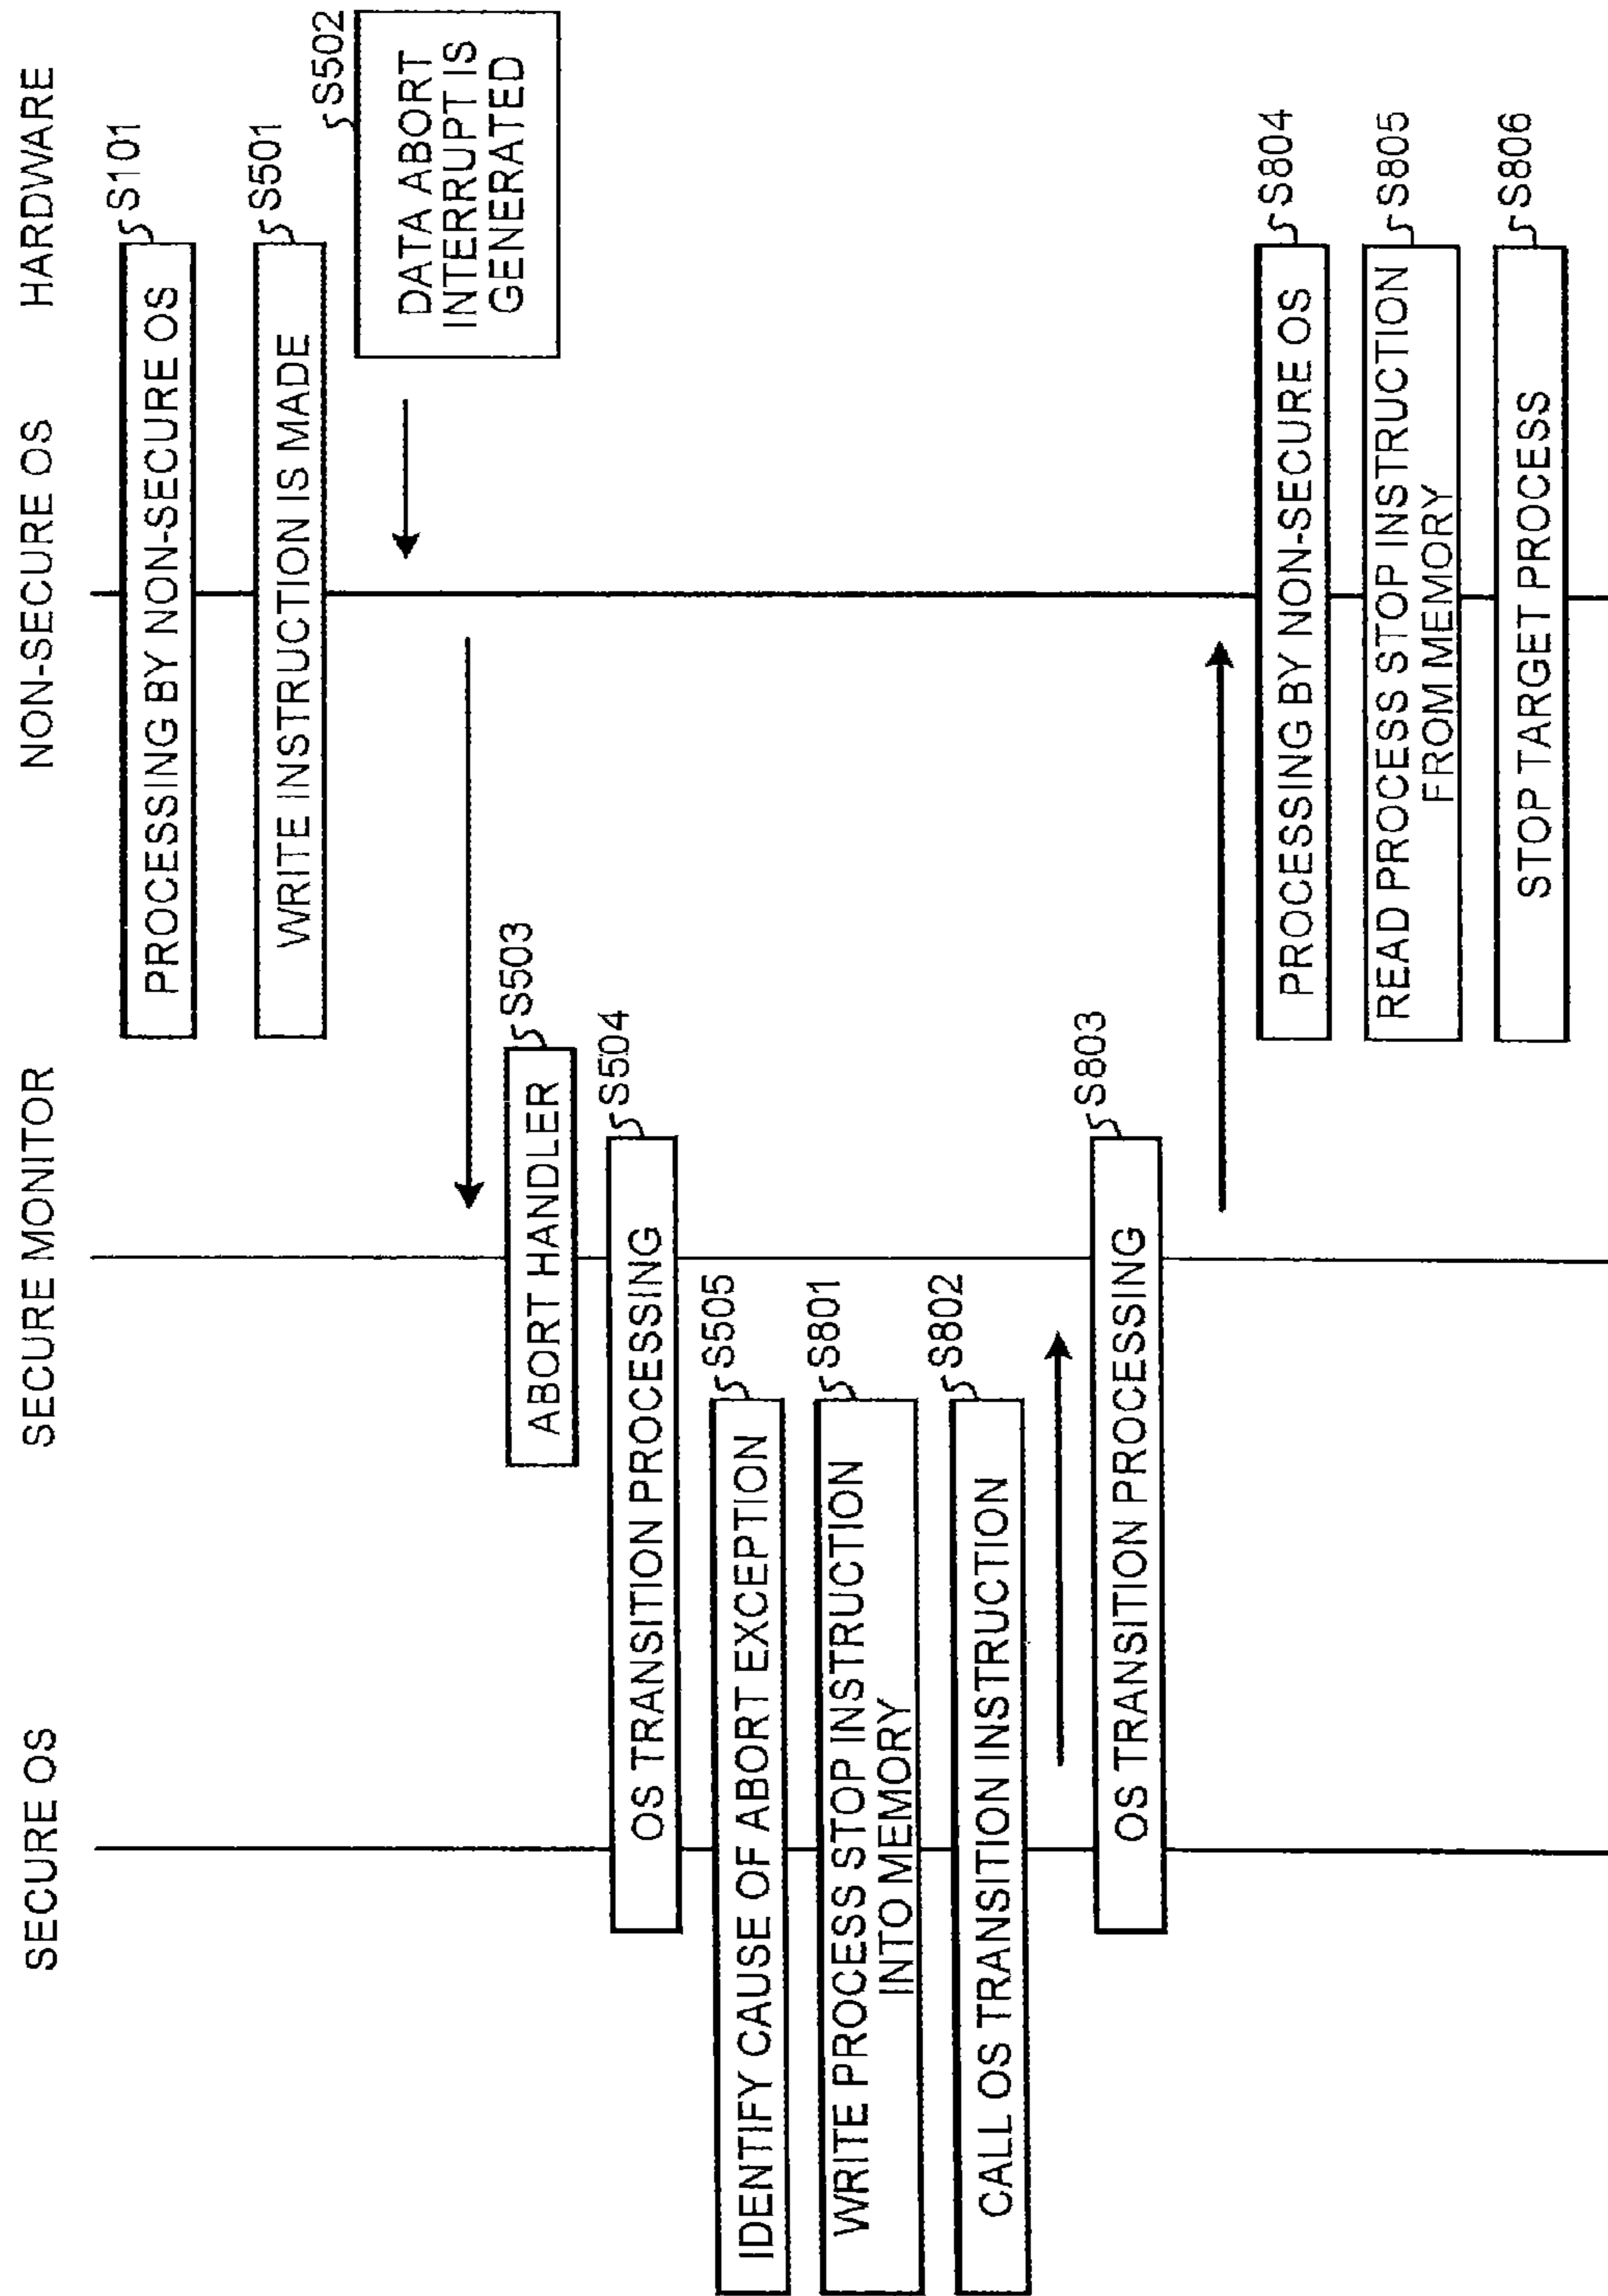 SECURE OS
SECURE MONITOR
NON-SECURE OS
HARDWARE
PROCESSING BY NON-SECURE OS
S101
WRITE INSTRUCTION IS MADE
S501
S502
DATA ABORT
INTERRUPT IS
GENERATED
ABORT HANDLER
S503
OS TRANSITION PROCESSING
S504
IDENTIFY CAUSE OF ABORT EXCEPTION
S505
WRITE PROCESS STOP INSTRUCTION
INTO MEMORY
S801
CALL OS TRANSITION INSTRUCTION
S802
OS TRANSITION PROCESSING
S803
PROCESSING BY NON-SECURE OS
S804
READ PROCESS STOP INSTRUCTION
FROM MEMORY
S805
STOP TARGET PROCESS
S806